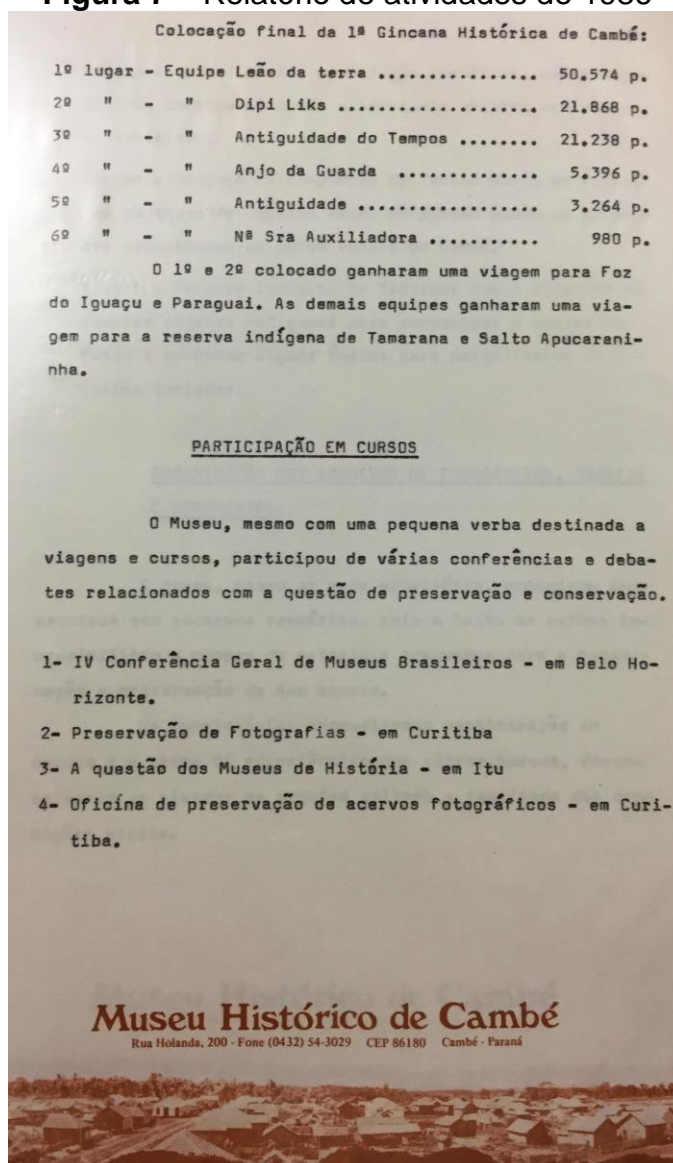 Colocação final da 1ª Gincana Histórica de Cambé:
1º lugar - Equipe Leão da terra ................ 50.574 p.
2º " - " Dipi Liks .................... 21.868 p.
3º " - " Antiguidade do Tempos ........ 21.238 p.
4º " - " Anjo da Guarda .............. 5.396 p.
5º " - " Antiguidade .................. 3.264 p.
6º " - " Nª Sra Auxiliadora ........... 980 p.
O 1º e 2º colocado ganharam uma viagem para Foz
do Iguaçu e Paraguai. As demais equipes ganharam uma via-
gem para a reserva indígena de Tamarana e Salto Apucarani-
nha.
PARTICIPAÇÃO EM CURSOS
O Museu, mesmo com uma pequena verba destinada a
viagens e cursos, participou de várias conferências e deba-
tes relacionados com a questão de preservação e conservação.
1- IV Conferência Geral de Museus Brasileiros - em Belo Ho-
rizonte.
2- Preservação de Fotografias - em Curitiba
3- A questão dos Museus de História - em Itu
4- Oficína de preservação de acervos fotográficos - em Curi-
tiba.
Museu Histórico de Cambé
Rua Holanda, 200 - Fone (0432) 54-3029 CEP 86180 Cambé - Paraná